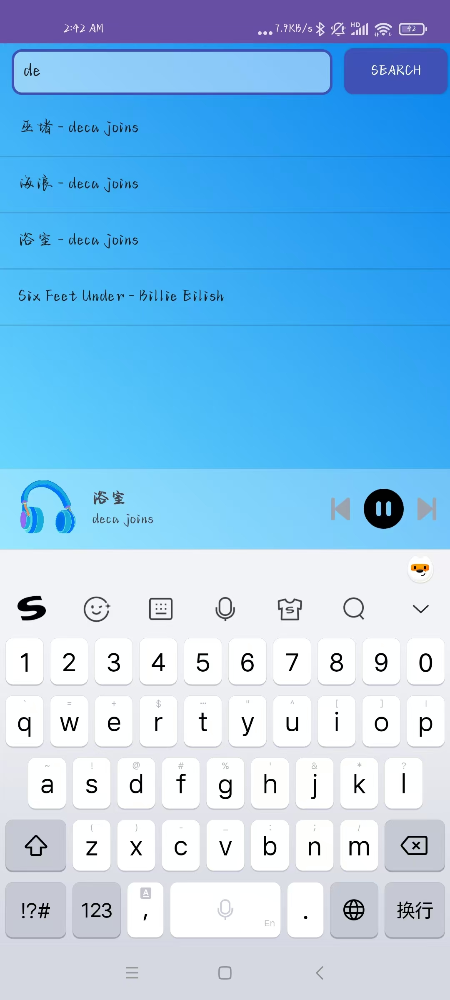 2:42 AM ... 7.9KB/s HD 6 42
de
SEARCH
巫堵 - deca joins
海浪 - deca joins
浴室 - deca joins
Six Feet Under - Billie Eilish
浴室
deca joins
1 2 3 4 5 6 7 8 9 0
` = + $ ... " ^ [ ] |
q w e r t y u i o p
~ ! @ # % ' & * ?
a s d f g h j k l
( ) - _ : ; /
z x c v b n m
!?# 123 A , En . 换行